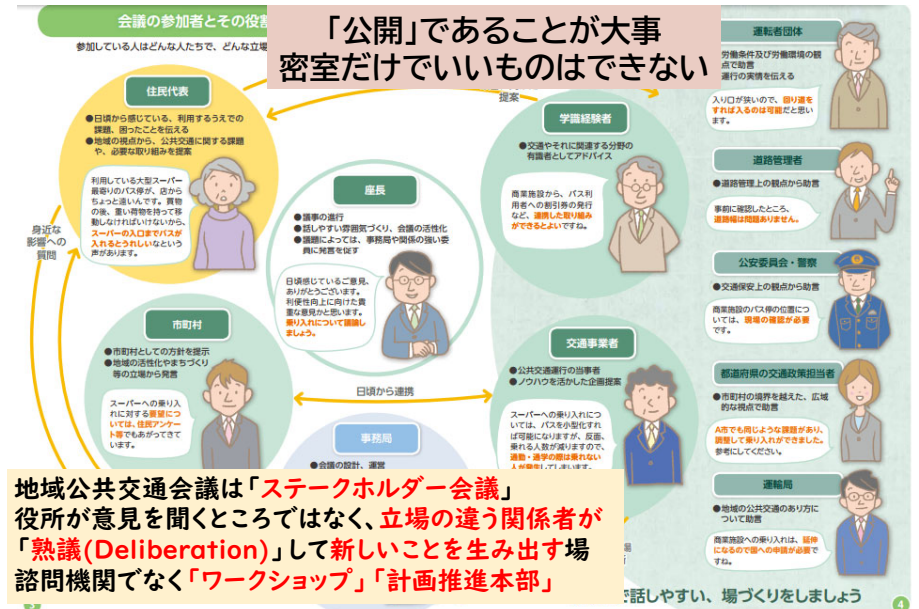 会議の参加者とその役割
参加している人はどんな人たちで、どんな立場
「公開」であることが大事
密室だけでいいものはできない
提案
住民代表
●日頃から感じている、利用するうえでの
課題、困ったことを伝える
●地域の視点から、公共交通に関する課題
や、必要な取り組みを提案
利用している大型スーパー
最寄りのバス停が、店から
ちょっと遠いんです。買物
の後、重い荷物を持って移
動しなければいけないから、
スーパーの入口までバスが
入れるとうれしいなという
声があります。
身近な
影響への
質問
座長
●議事の進行
●話しやすい雰囲気づくり、会議の活性化
●議題によっては、事務局や関係の強い委
員に発言を促す
日頃感じているご意見、
ありがとうございます。
利便性向上に向けた貴
重な意見かと思います。
乗り入れについて議論し
ましょう。
学識経験者
●交通やそれに関連する分野の
有識者としてアドバイス
商業施設から、バス利
用者への割引券の発行
など、連携した取り組み
ができるとよいですね。
市町村
●市町村としての方針を提示
●地域の活性化やまちづくり
等の立場から発言
スーパーへの乗り入
れに対する要望につ
いては、住民アンケー
ト等でもあがってきて
います。
日頃から連携
事務局
●会議の設計、運営
交通事業者
●公共交通運行の当事者
●ノウハウを活かした企画提案
スーパーへの乗り入れにつ
いては、バスを小型化すれ
ば可能になりますが、反面、
乗れる人数が減りますので、
通勤・通学の際は乗れない
人が発生してしまいます。
運転者団体
労働条件及び労働環境の観
点で助言
運行の実情を伝える
入り口が狭いので、回り道を
すれば入るのは可能だと思い
ます。
道路管理者
●道路管理上の観点から助言
事前に確認したところ、
道路幅は問題ありません。
公安委員会・警察
●交通保安上の観点から助言
商業施設のバス停の位置につ
いては、現場の確認が必要
です。
都道府県の交通政策担当者
●市町村の境界を越えた、広域
的な視点で助言
A市でも同じような課題があり、
調整して乗り入れができました。
参考にしてください。
運輸局
●地域の公共交通のあり方に
ついて助言
商業施設への乗り入れは、延伸
になるので国への申請が必要で
すね。
地域公共交通会議は「ステークホルダー会議」
役所が意見を聞くところではなく、立場の違う関係者が
「熟議(Deliberation)」して新しいことを生み出す場
諮問機関でなく「ワークショップ」「計画推進本部」
で話しやすい、場づくりをしましょう
3
4